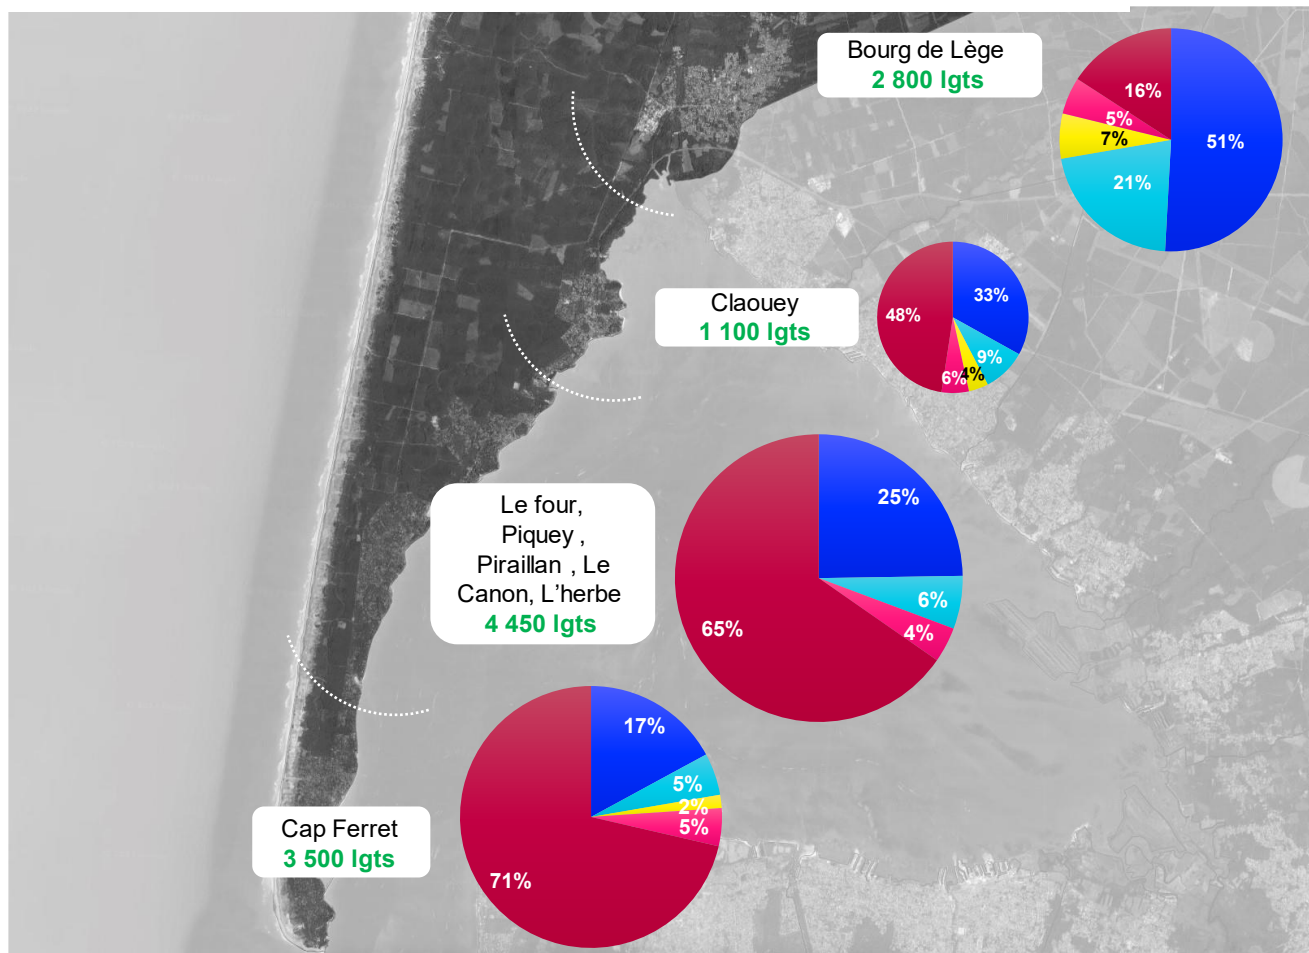 Bourg de Lège
2 800 lgts
16%
5%
7%
21%
51%
Claouey
1 100 lgts
48%
33%
9%
4%
6%
Le four,
Piquey ,
Piraillan , Le
Canon, L'herbe
4 450 lgts
25%
6%
4%
65%
Cap Ferret
3 500 lgts
17%
5%
2%
5%
71%